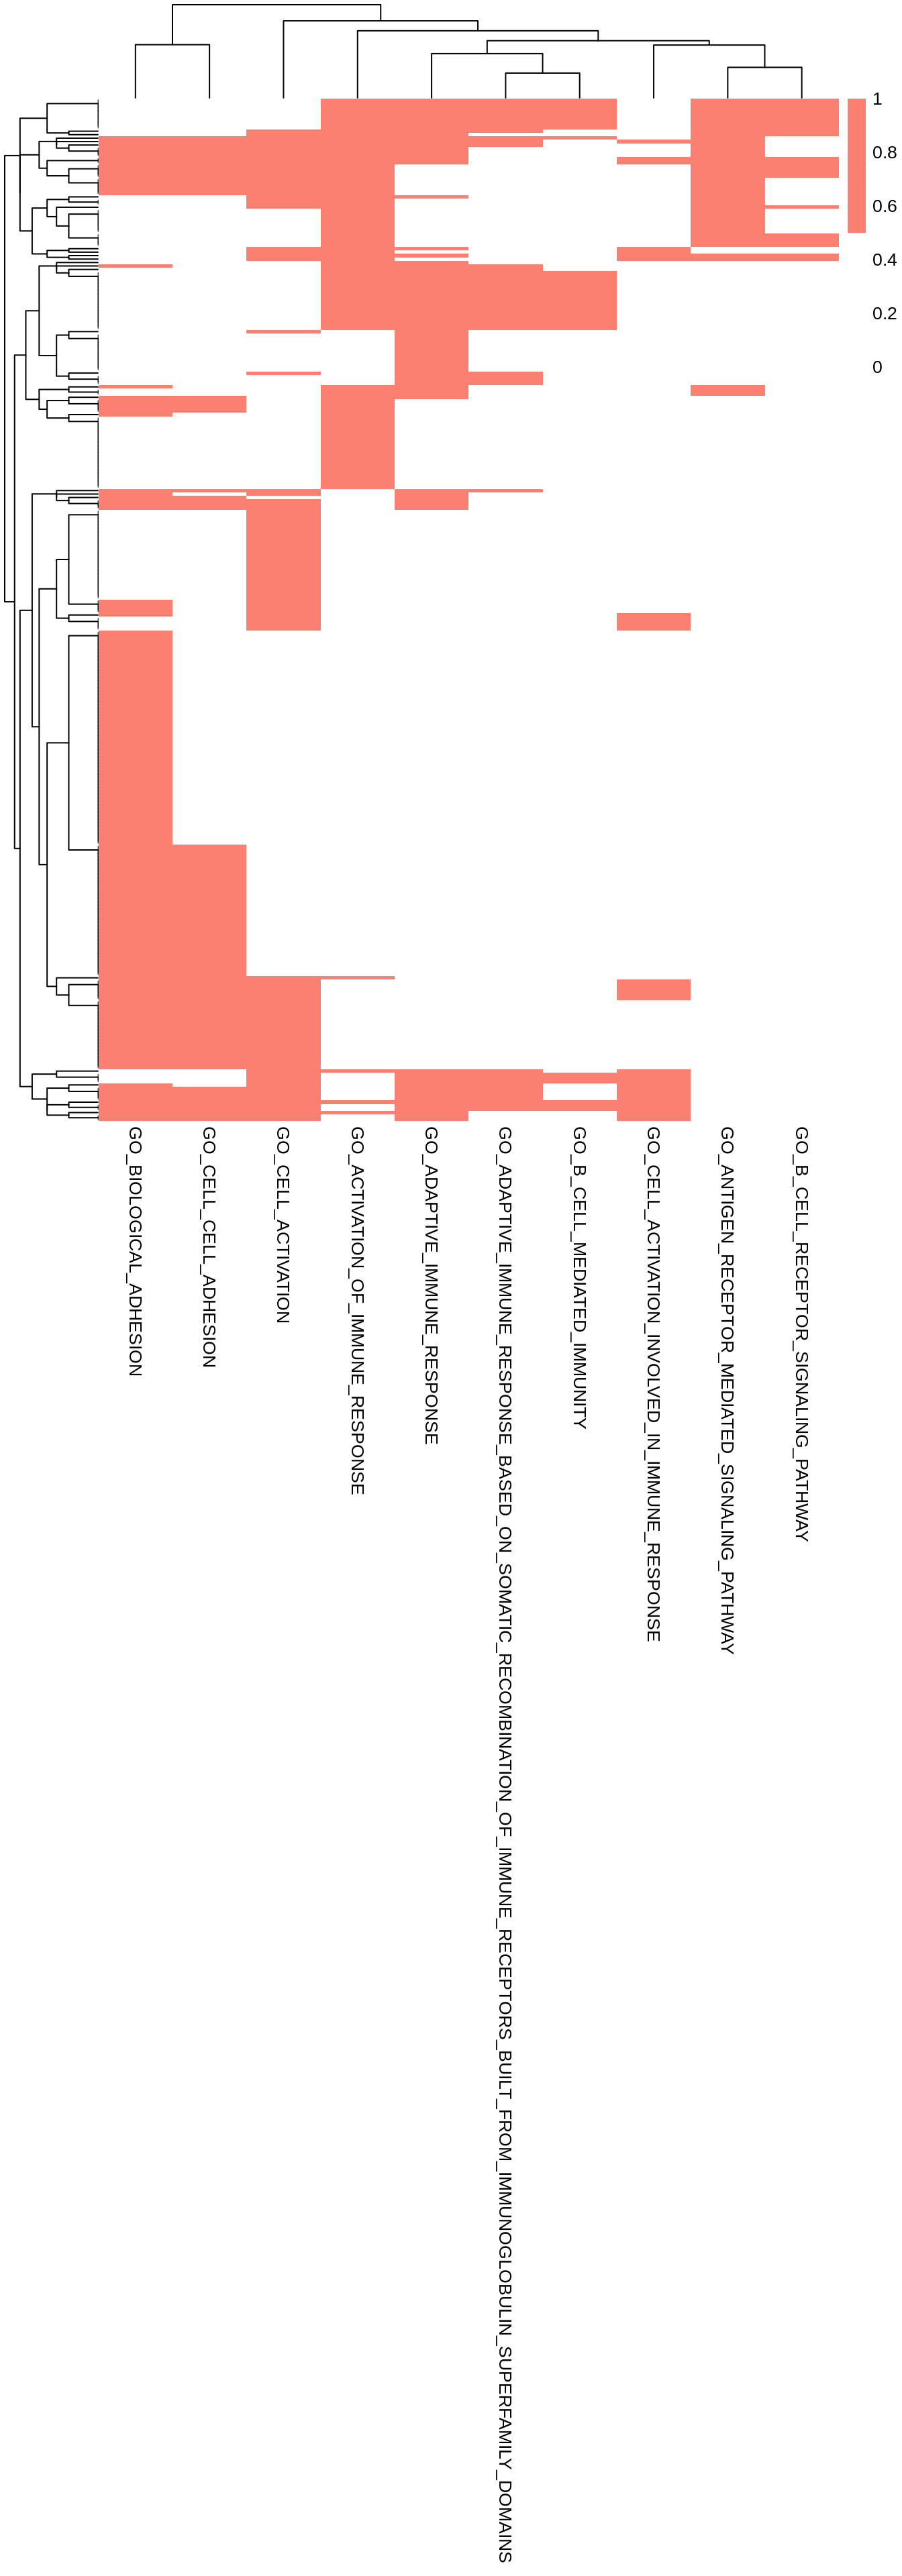 1
0.8
0.6
0.4
0.2
0
GO_BIOLOGICAL_ADHESION
GO_CELL_CELL_ADHESION
GO_CELL_ACTIVATION
GO_ACTIVATION_OF_IMMUNE_RESPONSE
GO_ADAPTIVE_IMMUNE_RESPONSE
GO_ADAPTIVE_IMMUNE_RESPONSE_BASED_ON_SOMATIC_RECOMBINATION_OF_IMMUNE_RECEPTORS_BUILT_FROM_IMMUNOGLOBULIN_SUPERFAMILY_DOMAINS
GO_B_CELL_MEDIATED_IMMUNITY
GO_CELL_ACTIVATION_INVOLVED_IN_IMMUNE_RESPONSE
GO_ANTIGEN_RECEPTOR_MEDIATED_SIGNALING_PATHWAY
GO_B_CELL_RECEPTOR_SIGNALING_PATHWAY